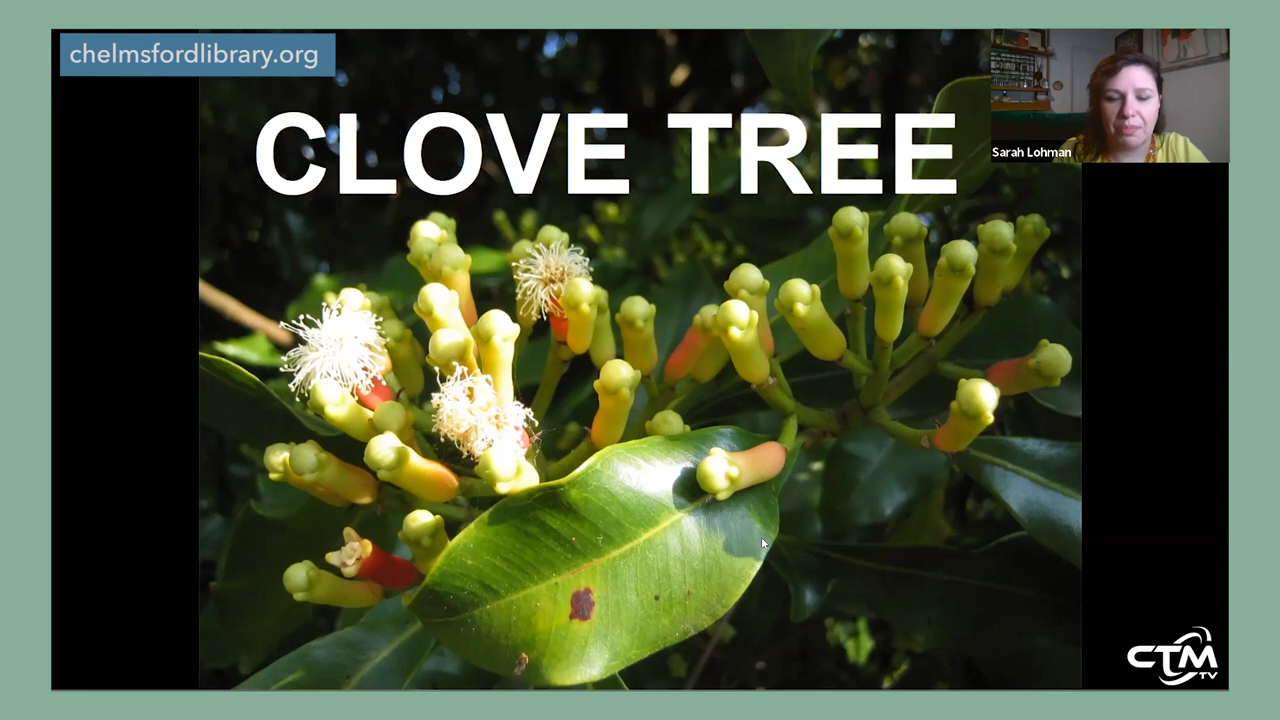 chelmsfordlibrary.org
CLOVE TREE
Sarah Lohman
CTM
TV